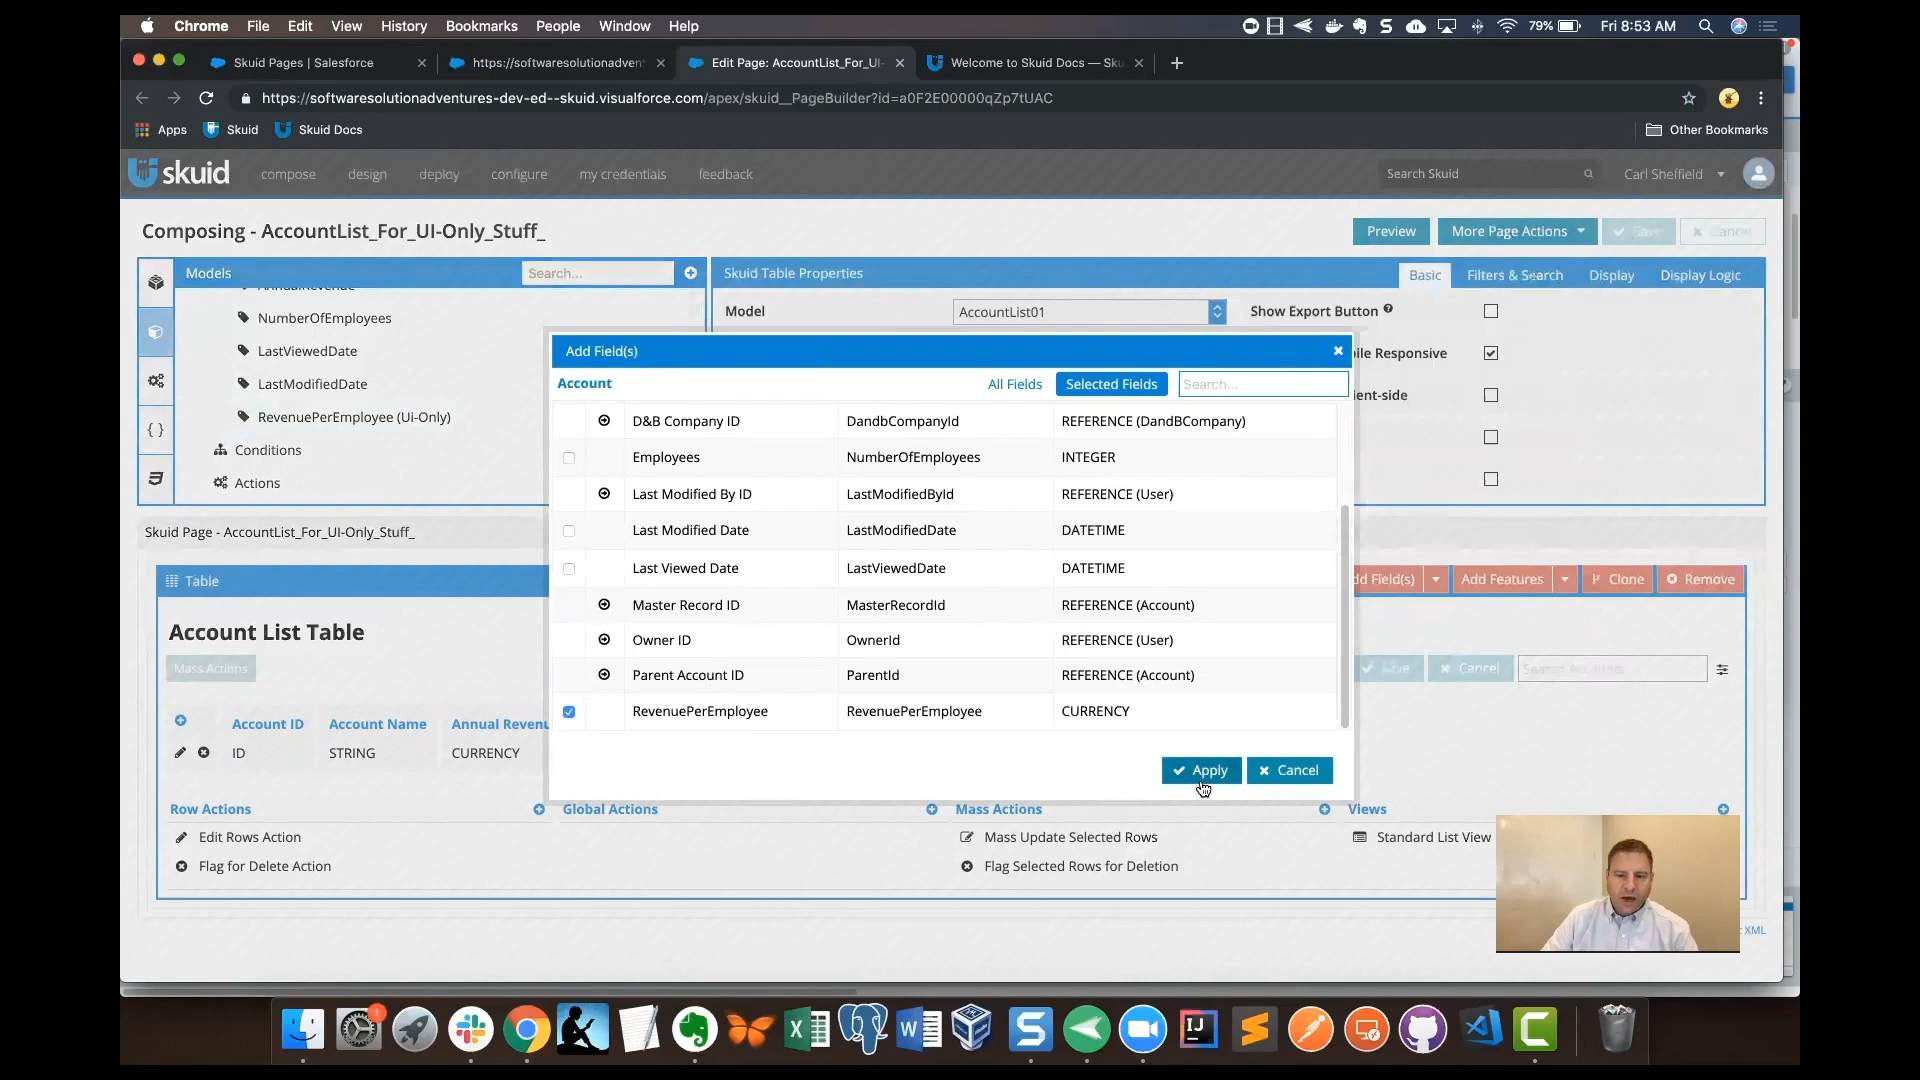 Chrome File Edit View History Bookmarks People Window Help 79% Fri 8:53 AM
Skuid Pages | Salesforce https://softwaresolutionadven Edit Page: AccountList_For_UI- Welcome to Skuid Docs — Sku
https://softwaresolutionadventures-dev-ed--skuid.visualforce.com/apex/skuid__PageBuilder?id=a0F2E00000qZp7tUAC
Apps Skuid Skuid Docs Other Bookmarks
skuid compose design deploy configure my credentials feedback Search Skuid Carl Sheffield
Composing - AccountList_For_UI-Only_Stuff_ Preview More Page Actions Save Cancel
Models Search... Skuid Table Properties Basic Filters & Search Display Display Logic
AnnualRevenue
Model AccountList01 Show Export Button
NumberOfEmployees
LastViewedDate
LastModifiedDate
RevenuePerEmployee (Ui-Only)
Conditions
Actions
Add Field(s)
ile Responsive
Account All Fields Selected Fields Search...
ent-side
D&B Company ID DandbCompanyId REFERENCE (DandBCompany)
Employees NumberOfEmployees INTEGER
Last Modified By ID LastModifiedById REFERENCE (User)
Last Modified Date LastModifiedDate DATETIME
Last Viewed Date LastViewedDate DATETIME
Master Record ID MasterRecordId REFERENCE (Account)
Owner ID OwnerId REFERENCE (User)
Parent Account ID ParentId REFERENCE (Account)
RevenuePerEmployee RevenuePerEmployee CURRENCY
Apply Cancel
Skuid Page - AccountList_For_UI-Only_Stuff_
Table dd Field(s) Add Features Clone Remove
Account List Table
Mass Actions Save Cancel
Account ID Account Name Annual Revenu
ID STRING CURRENCY
Row Actions Global Actions Mass Actions Views
Edit Rows Action Mass Update Selected Rows Standard List View
Flag for Delete Action Flag Selected Rows for Deletion
XML
1